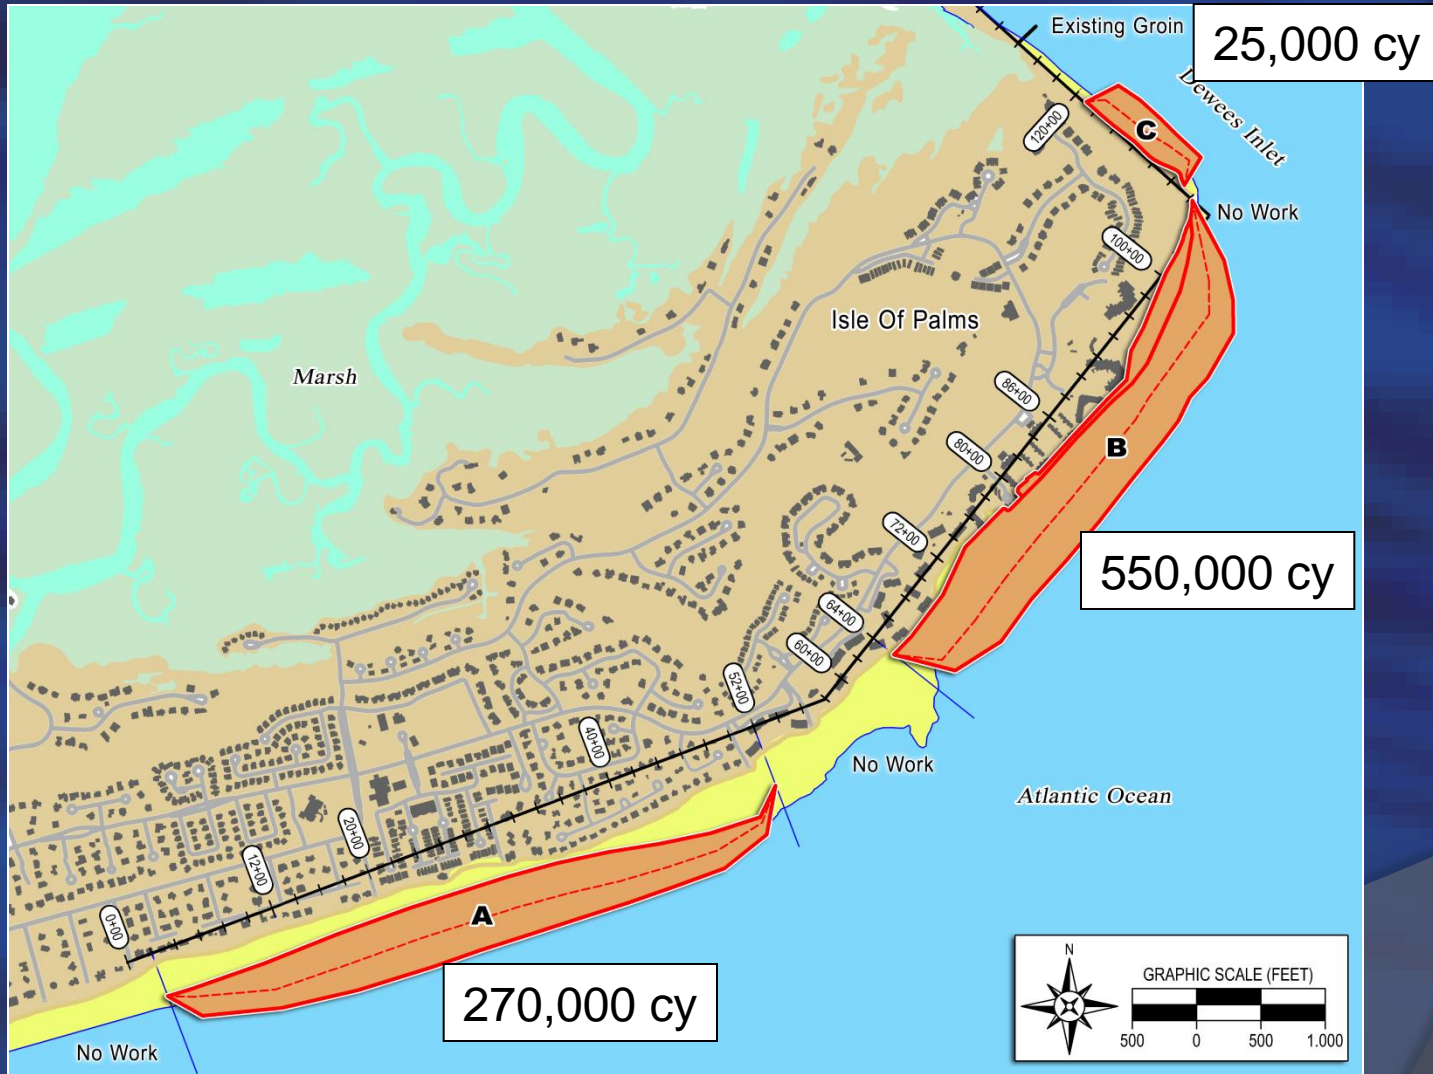 Existing Groin
25,000 cy
Dewees Inlet
C
120+00
No Work
100+00
Isle Of Palms
Marsh
86+00
B
80+00
72+00
550,000 cy
64+00
60+00
52+00
40+00
No Work
Atlantic Ocean
20+00
12+00
A
0+00
270,000 cy
No Work
N
GRAPHIC SCALE (FEET)
500 0 500 1.000